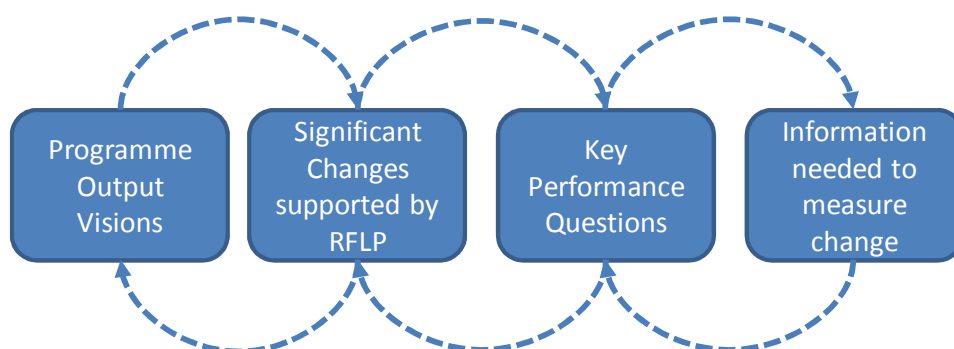 Programme
Output
Visions
Significant
Changes
supported by
RFLP
Key
Performance
Questions
Information
needed to
measure
change